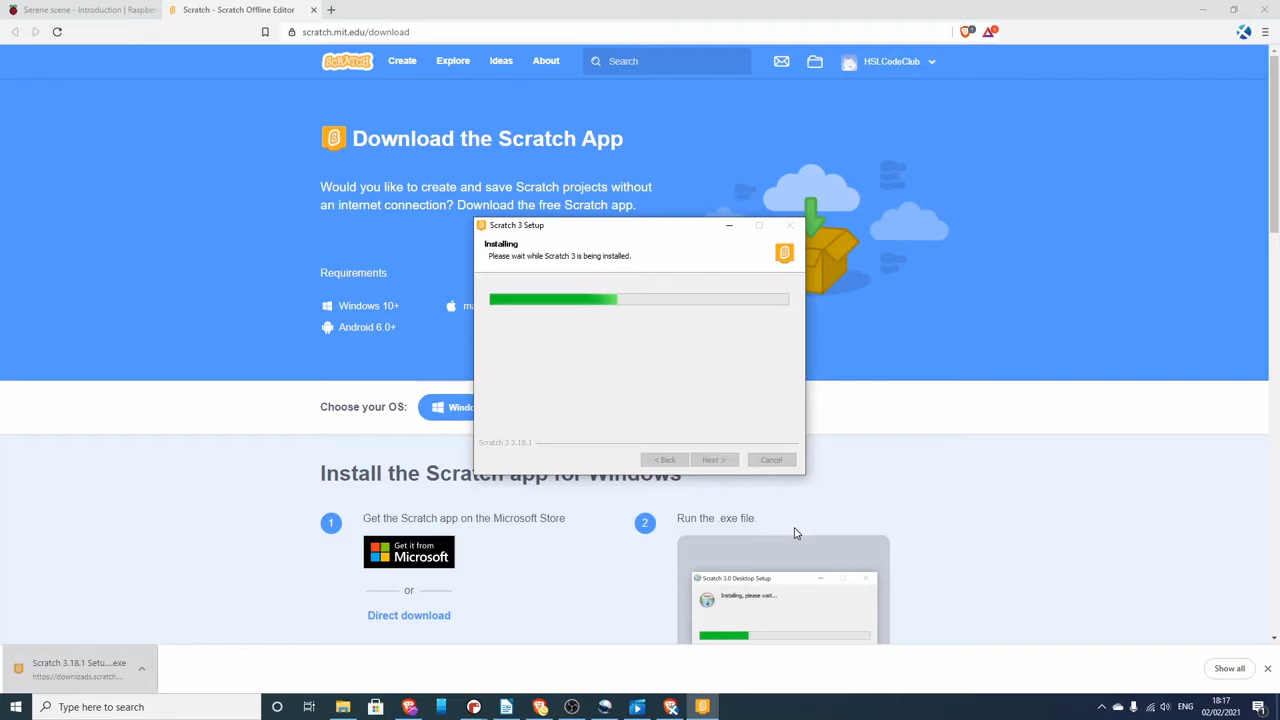 Serene scene - Introduction | Raspber
Scratch - Scratch Offline Editor
scratch.mit.edu/download
SCRATCH
Create
Explore
Ideas
About
Search
HSLCodeClub
Download the Scratch App
Would you like to create and save Scratch projects without
an internet connection? Download the free Scratch app.
Requirements
Windows 10+
ma
Android 6.0+
Scratch 3 Setup
Installing
Please wait while Scratch 3 is being installed.
Scratch 3 3.18.1
< Back
Next >
Cancel
Choose your OS:
Windo
Install the Scratch app for Windows
1
Get the Scratch app on the Microsoft Store
Get it from
Microsoft
or
Direct download
2
Run the .exe file
Scratch 3.0 Desktop Setup
Installing, please wait...
Scratch 3.18.1 Setu....exe
https://downloads.scratch....
Show all
Type here to search
ENG
18:17
02/02/2021